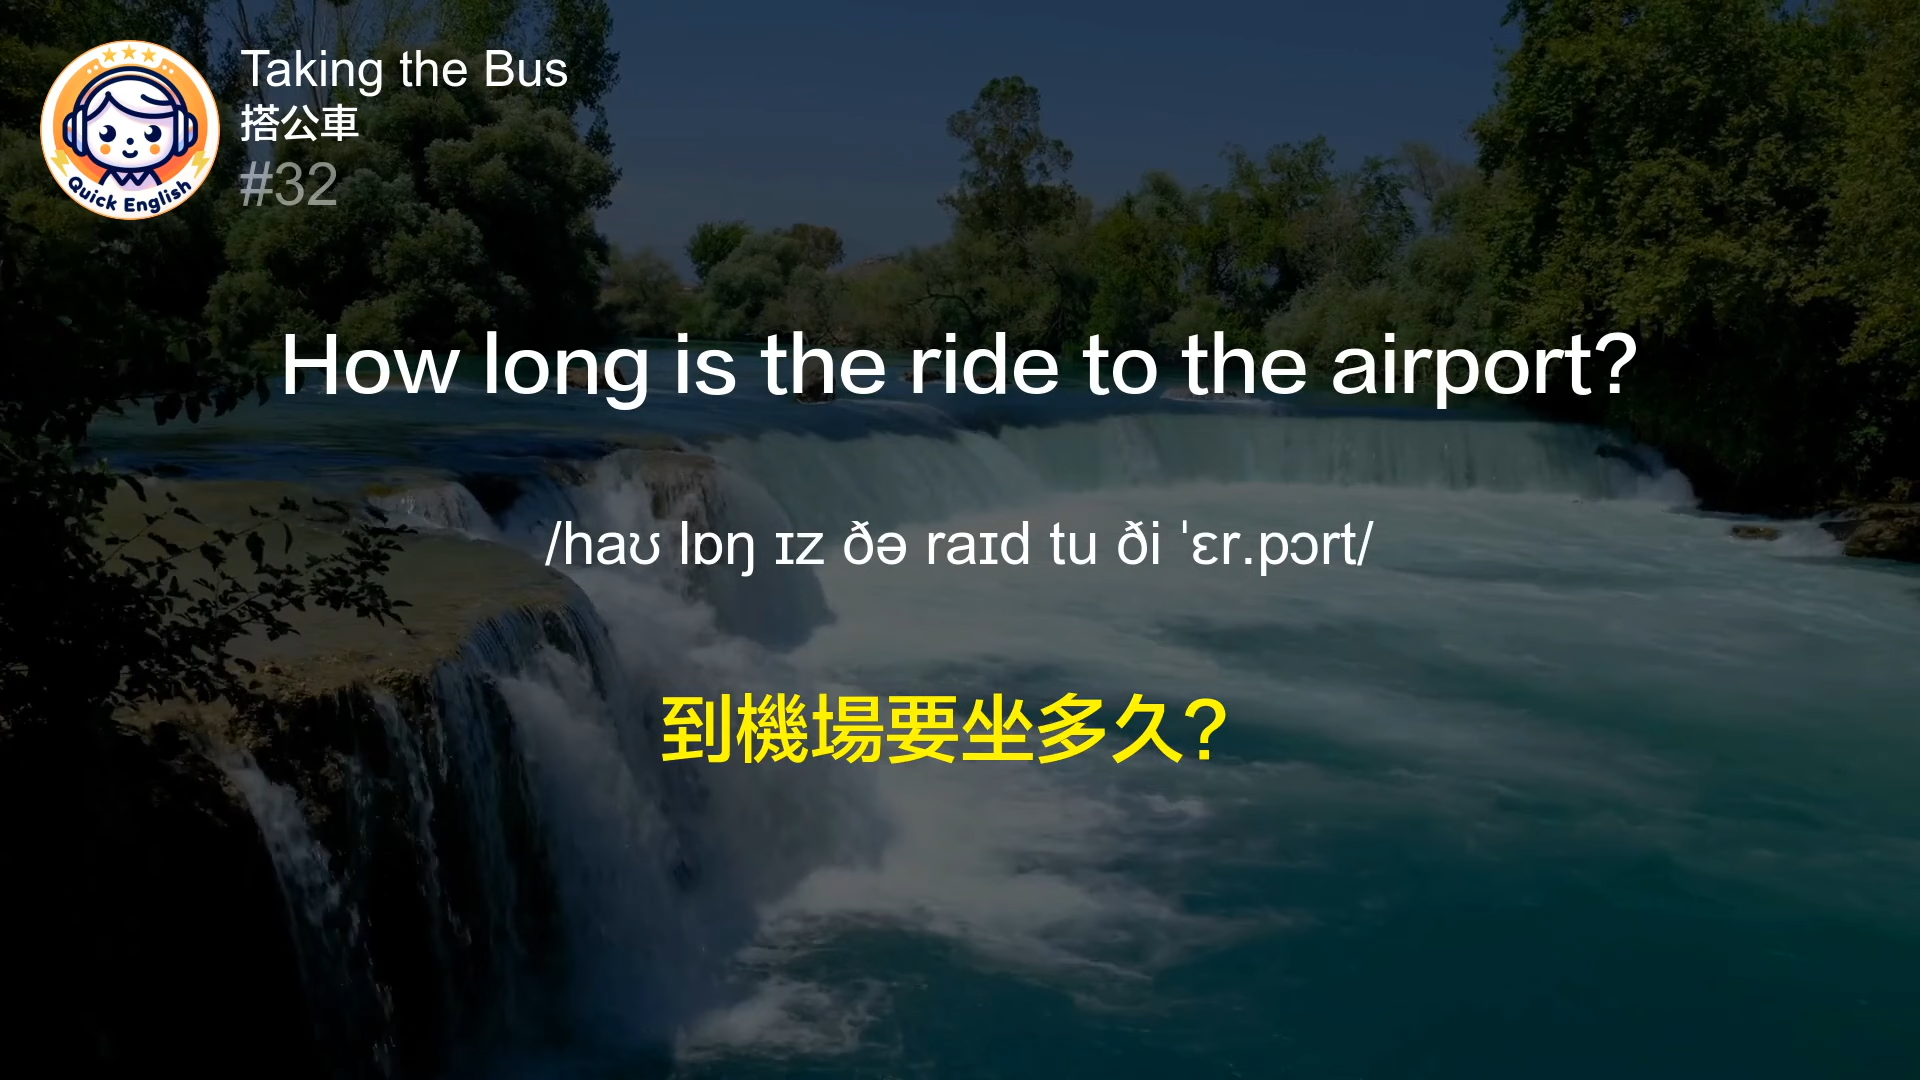 Taking the Bus
搭公車
#32
Quick English
How long is the ride to the airport?
/haʊ lɒŋ ɪz ðə raɪd tu ði ˈɛr.pɔrt/
到機場要坐多久?